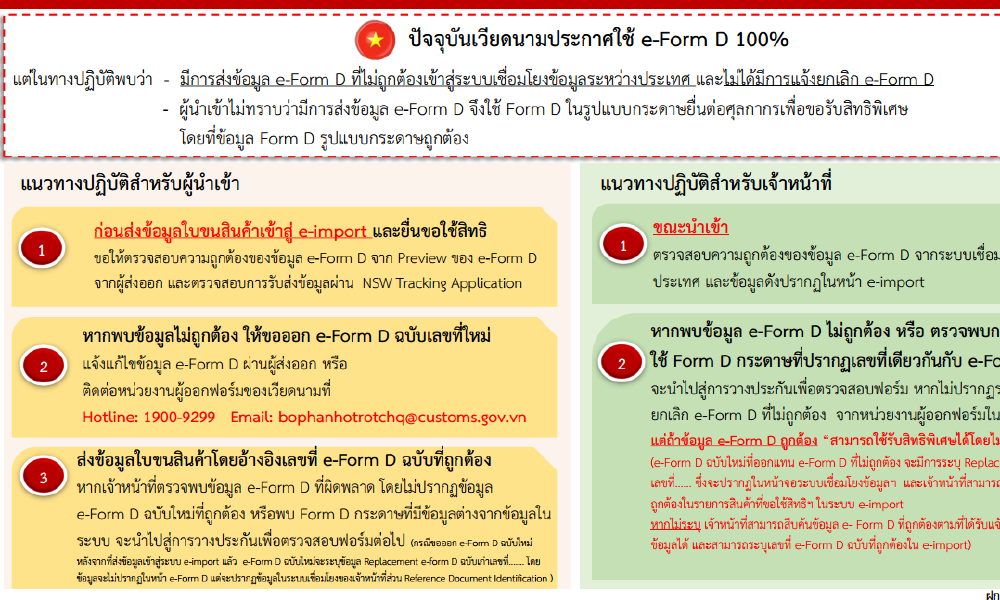 ปัจจุบันเวียดนามประกาศใช้ e-Form D 100%
แต่ในทางปฏิบัติพบว่า - มีการส่งข้อมูล e-Form D ที่ไม่ถูกต้องเข้าสู่ระบบเชื่อมโยงข้อมูลระหว่างประเทศ และไม่ได้มีการแจ้งยกเลิก e-Form D
- ผู้นำเข้าไม่ทราบว่ามีการส่งข้อมูล e-Form D จึงใช้ Form D ในรูปแบบกระดาษยื่นต่อศุลกากรเพื่อขอรับสิทธิพิเศษ
โดยที่ข้อมูล Form D รูปแบบกระดาษถูกต้อง
แนวทางปฏิบัติสำหรับผู้นำเข้า
1
ก่อนส่งข้อมูลใบขนสินค้าเข้าสู่ e-import และยื่นขอใช้สิทธิ
ขอให้ตรวจสอบความถูกต้องของข้อมูล e-Form D จาก Preview ของ e-Form D
จากผู้ส่งออก และตรวจสอบการรับส่งข้อมูลผ่าน NSW Tracking Application
2
หากพบข้อมูลไม่ถูกต้อง ให้ขอออก e-Form D ฉบับเลขที่ใหม่
แจ้งแก้ไขข้อมูล e-Form D ผ่านผู้ส่งออก หรือ
ติดต่อหน่วยงานผู้ออกฟอร์มของเวียดนามที่
Hotline: 1900-9299 Email: bophanhotrotchq@customs.gov.vn
3
ส่งข้อมูลใบขนสินค้าโดยอ้างอิงเลขที่ e-Form D ฉบับที่ถูกต้อง
หากเจ้าหน้าที่ตรวจพบข้อมูล e-Form D ที่ผิดพลาด โดยไม่ปรากฏข้อมูล
e-Form D ฉบับใหม่ที่ถูกต้อง หรือพบ Form D กระดาษที่มีข้อมูลต่างจากข้อมูลใน
ระบบ จะนำไปสู่การวางประกันเพื่อตรวจสอบฟอร์มต่อไป (กรณีขอออก e-Form D ฉบับใหม่
หลังจากที่ส่งข้อมูลเข้าสู่ระบบ e-import แล้ว e-Form D ฉบับใหม่จะระบุข้อมูล Replacement e-form D ฉบับเก่าเลขที่...... โดย
ข้อมูลจะไม่ปรากฏในหน้า e-Form D แต่จะปรากฏข้อมูลในระบบเชื่อมโยงของเจ้าหน้าที่ส่วน Reference Document Identification )
แนวทางปฏิบัติสำหรับเจ้าหน้าที่
1
ขณะนำเข้า
ตรวจสอบความถูกต้องของข้อมูล e-Form D จากระบบเชื่อม
ประเทศ และข้อมูลดังปรากฏในหน้า e-import
2
หากพบข้อมูล e-Form D ไม่ถูกต้อง หรือ ตรวจพบก
ใช้ Form D กระดาษที่ปรากฏเลขที่เดียวกันกับ e-Fo
จะนำไปสู่การวางประกันเพื่อตรวจสอบฟอร์ม หากไม่ปรากฏร
ยกเลิก e-Form D ที่ไม่ถูกต้อง จากหน่วยงานผู้ออกฟอร์มใน
แต่ถ้าข้อมูล e-Form D ถูกต้อง "สามารถใช้รับสิทธิพิเศษได้โดยไม่
(e-Form D ฉบับใหม่ที่ออกแทน e-Form D ที่ไม่ถูกต้อง จะมีการระบุ Replac
เลขที่...... ซึ่งจะปรากฏในหน้าจอระบบเชื่อมโยงข้อมูลฯ และเจ้าหน้าที่สามารถ
ถูกต้องในรายการสินค้าที่ขอใช้สิทธิฯ ในระบบ e-import
หากไม่ระบุ เจ้าหน้าที่สามารถสืบค้นข้อมูล e- Form D ที่ถูกต้องตามที่ได้รับแจ้
ข้อมูลได้ และสามารถระบุเลขที่ e-Form D ฉบับที่ถูกต้องใน e-import)